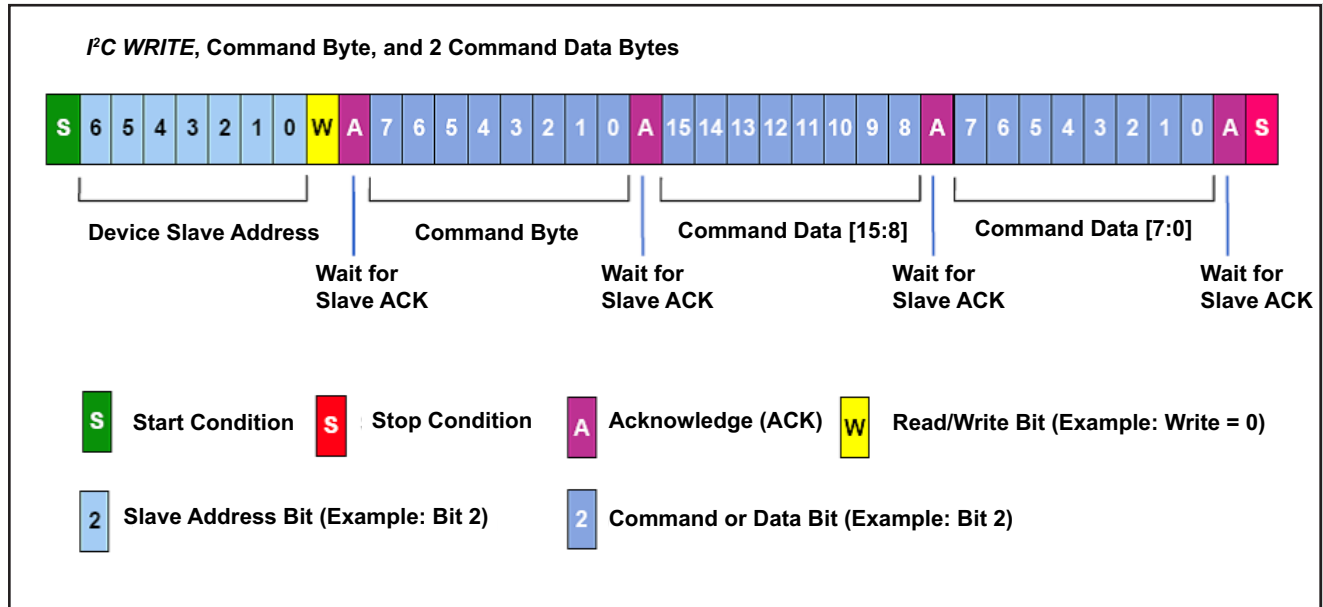 I²C WRITE, Command Byte, and 2 Command Data Bytes
S 6 5 4 3 2 1 0 W A 7 6 5 4 3 2 1 0 A 15 14 13 12 11 10 9 8 A 7 6 5 4 3 2 1 0 A S
Device Slave Address Command Byte Command Data [15:8] Command Data [7:0]
Wait for Wait for Wait for Wait for
Slave ACK Slave ACK Slave ACK Slave ACK
S Start Condition S : Stop Condition A Acknowledge (ACK) W Read/Write Bit (Example: Write = 0)
2 Slave Address Bit (Example: Bit 2) 2 Command or Data Bit (Example: Bit 2)